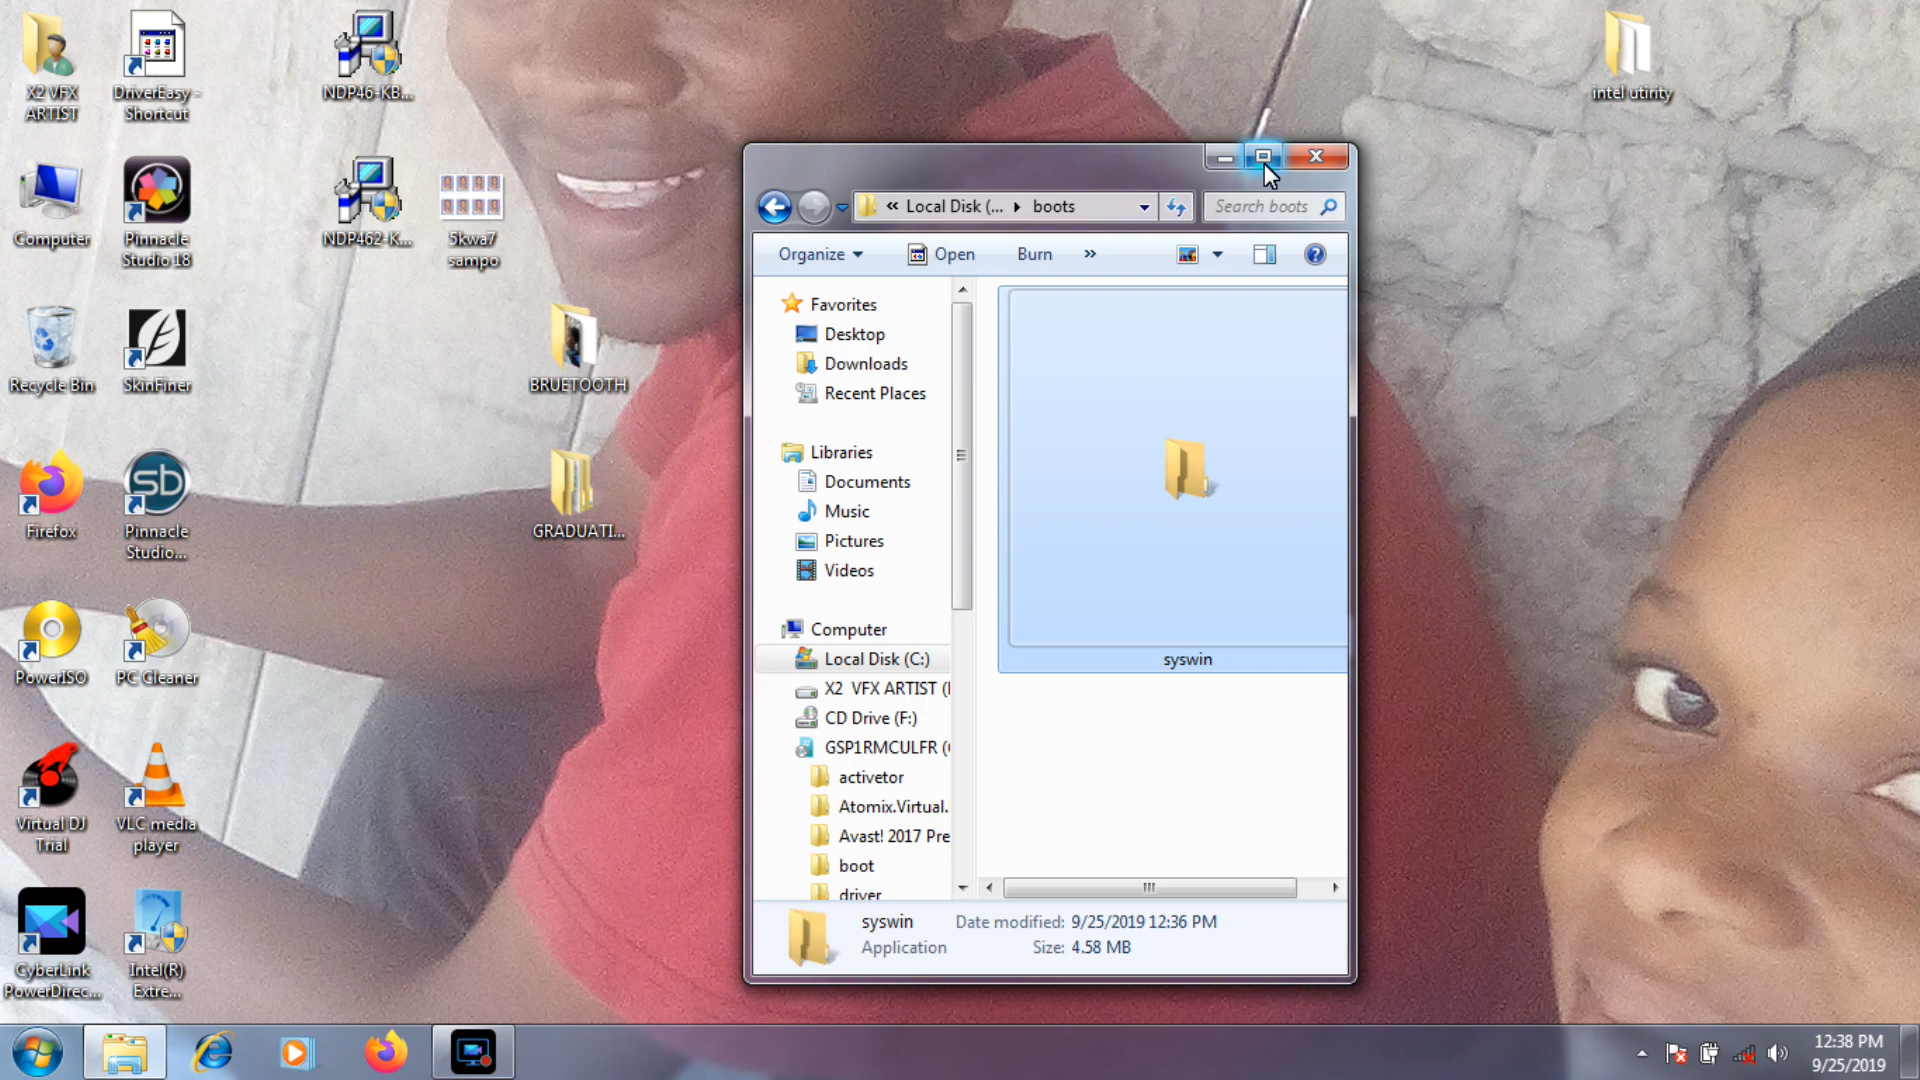 X2 VFX
ARTIST
DriverEasy -
Shortcut
NDP46-KB...
intel utirity
Computer
Pinnacle
Studio 18
NDP462-K...
5kwa7
sampo
Recycle Bin
SkinFiner
BRUETOOTH
Firefox
Pinnacle
Studio...
GRADUATI...
PowerISO
PC Cleaner
Virtual DJ
Trial
VLC media
player
CyberLink
PowerDirec...
Intel(R)
Extre...
« Local Disk (... boots
Search boots
Organize
Open
Burn
»
Favorites
Desktop
Downloads
Recent Places
Libraries
Documents
Music
Pictures
Videos
Computer
Local Disk (C:)
X2 VFX ARTIST (
CD Drive (F:)
GSP1RMCULFR (
activetor
Atomix.Virtual.
Avast! 2017 Pre
boot
driver
syswin
syswin Date modified: 9/25/2019 12:36 PM
Application Size: 4.58 MB
12:38 PM
9/25/2019